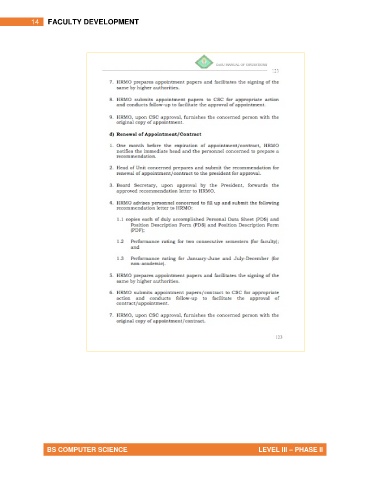 14 FACULTY DEVELOPMENT
123
7. HRMO prepares appointment papers and facilitates the signing of the
same by higher authorities.
8. HRMO submits appointment papers to CSC for appropriate action
and conducts follow-up to facilitate the approval of appointment.
9. HRMO, upon CSC approval, furnishes the concerned person with the
original copy of appointment.
d) Renewal of Appointment/Contract
1. One month before the expiration of appointment/contract, HRMO
notifies the immediate head and the personnel concerned to prepare a
recommendation.
2. Head of Unit concerned prepares and submit the recommendation for
renewal of appointment/contract to the president for approval.
3. Board Secretary, upon approval by the President, forwards the
approved recommendation letter to HRMO.
4. HRMO advises personnel concerned to fill up and submit the following
recommendation letter to HRMO:
1.1 copies each of duly accomplished Personal Data Sheet (PDS) and
Position Description Form (PDS) and Position Description Form
(PDF);
1.2 Performance rating for two consecutive semesters (for faculty);
and
1.3 Performance rating for January-June and July-December (for
non-academic).
5. HRMO prepares appointment papers and facilitates the signing of the
same by higher authorities.
6. HRMO submits appointment papers/contract to CSC for appropriate
action and conducts follow-up to facilitate the approval of
contract/appointment.
7. HRMO, upon CSC approval, furnishes the concerned person with the
original copy of appointment/contract.
123
BS COMPUTER SCIENCE LEVEL III – PHASE II